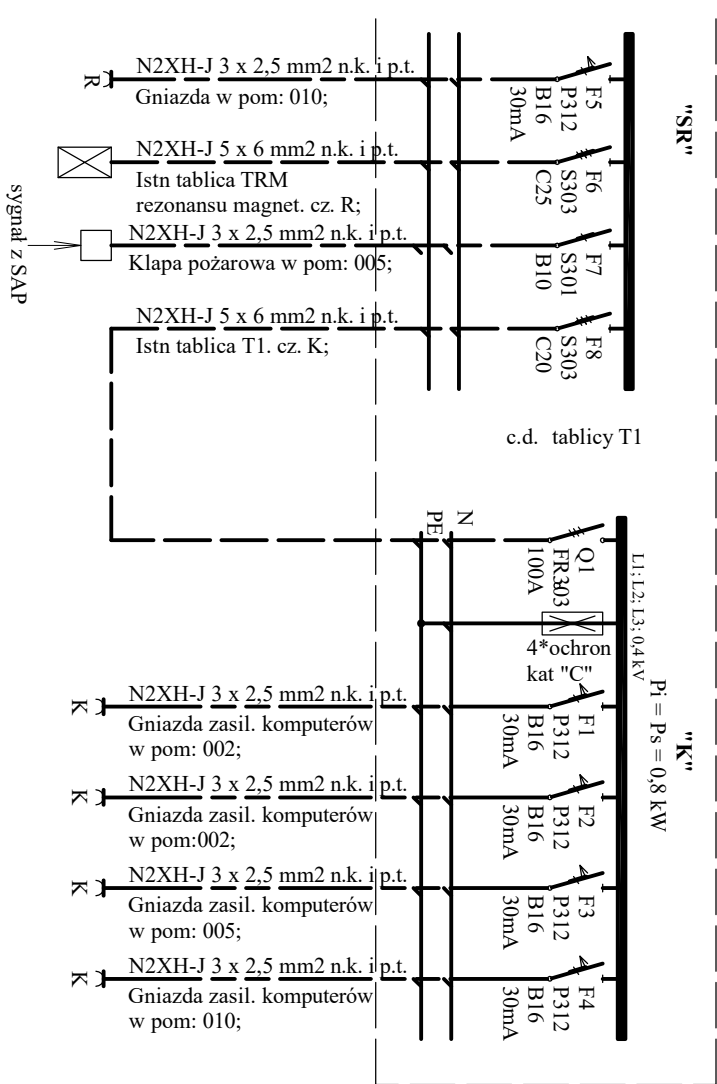 "SR"
N2XH-J 3 x 2,5 mm2 n.k. i p.t.
Gniazda w pom: 010;
R
F5
P312
B16
30mA
N2XH-J 5 x 6 mm2 n.k. i p.t.
Istn tablica TRM
rezonansu magnet. cz. R;
F6
S303
C25
N2XH-J 3 x 2,5 mm2 n.k. i p.t.
Klapa pożarowa w pom: 005;
sygnał z SAP
F7
S301
B10
N2XH-J 5 x 6 mm2 n.k. i p.t.
Istn tablica T1. cz. K;
F8
S303
C20
c.d. tablicy T1
N
PE
Q1
FR303
100A
L1; L2; L3; 0,4 kV
"K"
Pi = Ps = 0,8 kW
4*ochron
kat "C"
N2XH-J 3 x 2,5 mm2 n.k. i p.t.
Gniazda zasil. komputerów
w pom: 002;
K
F1
P312
B16
30mA
N2XH-J 3 x 2,5 mm2 n.k. i p.t.
Gniazda zasil. komputerów
w pom:002;
K
F2
P312
B16
30mA
N2XH-J 3 x 2,5 mm2 n.k. i p.t.
Gniazda zasil. komputerów
w pom: 005;
K
F3
P312
B16
30mA
N2XH-J 3 x 2,5 mm2 n.k. i p.t.
Gniazda zasil. komputerów
w pom: 010;
K
F4
P312
B16
30mA